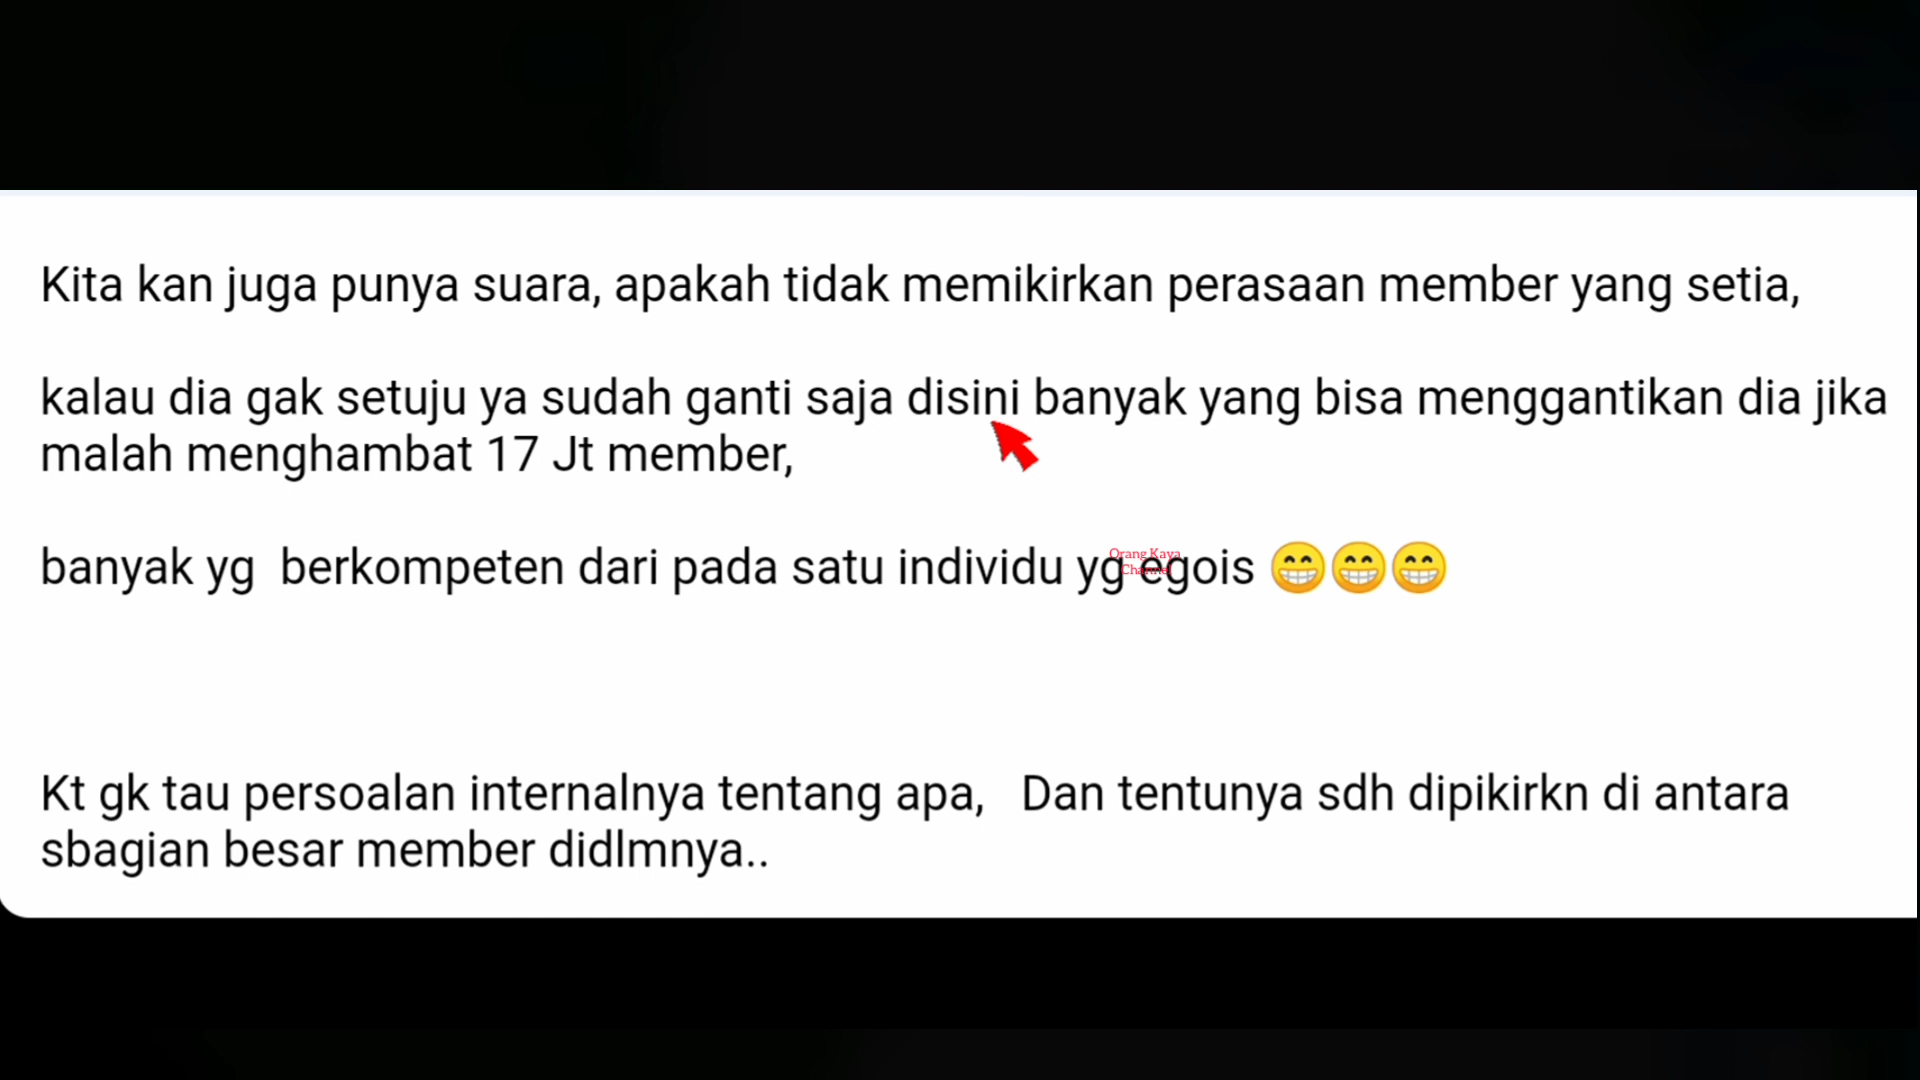 Kita kan juga punya suara, apakah tidak memikirkan perasaan member yang setia,
kalau dia gak setuju ya sudah ganti saja disini banyak yang bisa menggantikan dia jika
malah menghambat 17 Jt member,
banyak yg  berkompeten dari pada satu individu yg egois 😁😁😁
Orang Kaya
Channel
Kt gk tau persoalan internalnya tentang apa,   Dan tentunya sdh dipikirkn di antara
sbagian besar member didlmnya..